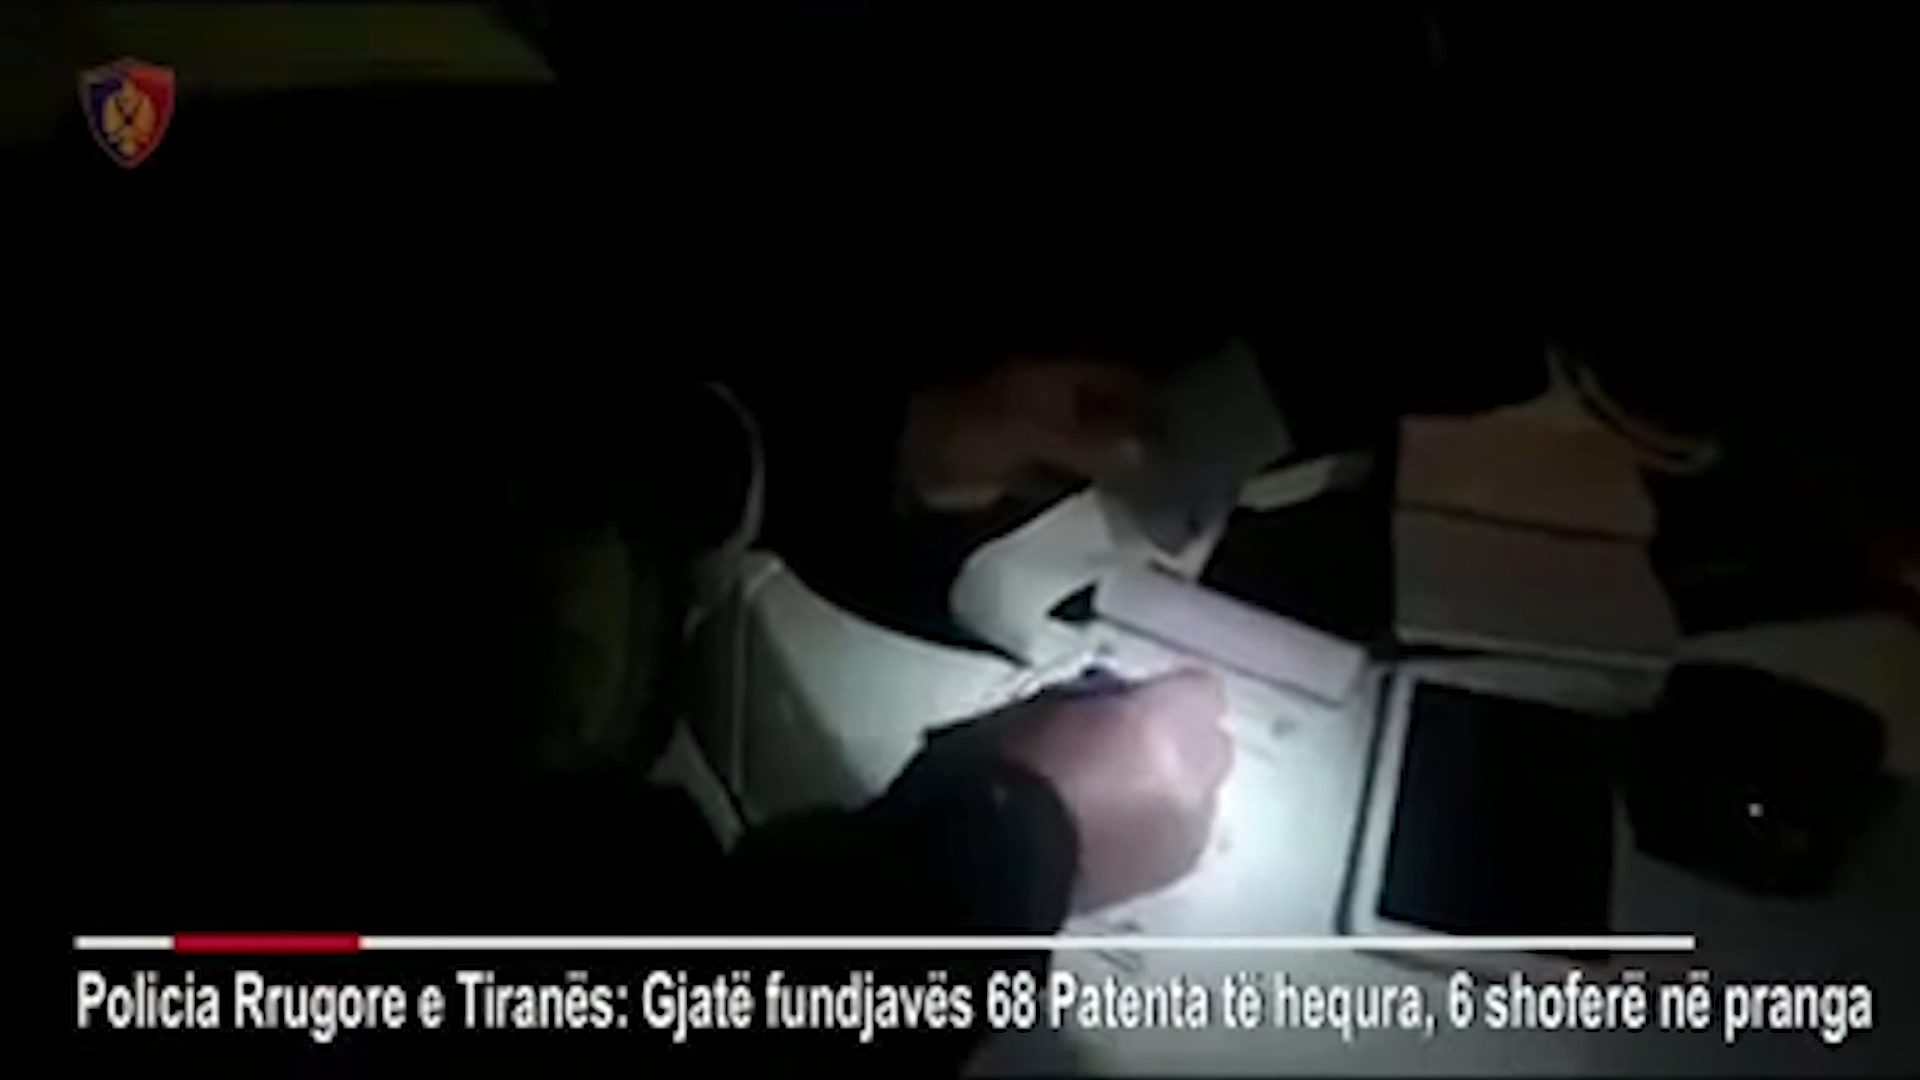 Policia Rrugore e Tiranës: Gjatë fundjavës 68 Patenta të hequra, 6 shoferë në pranga